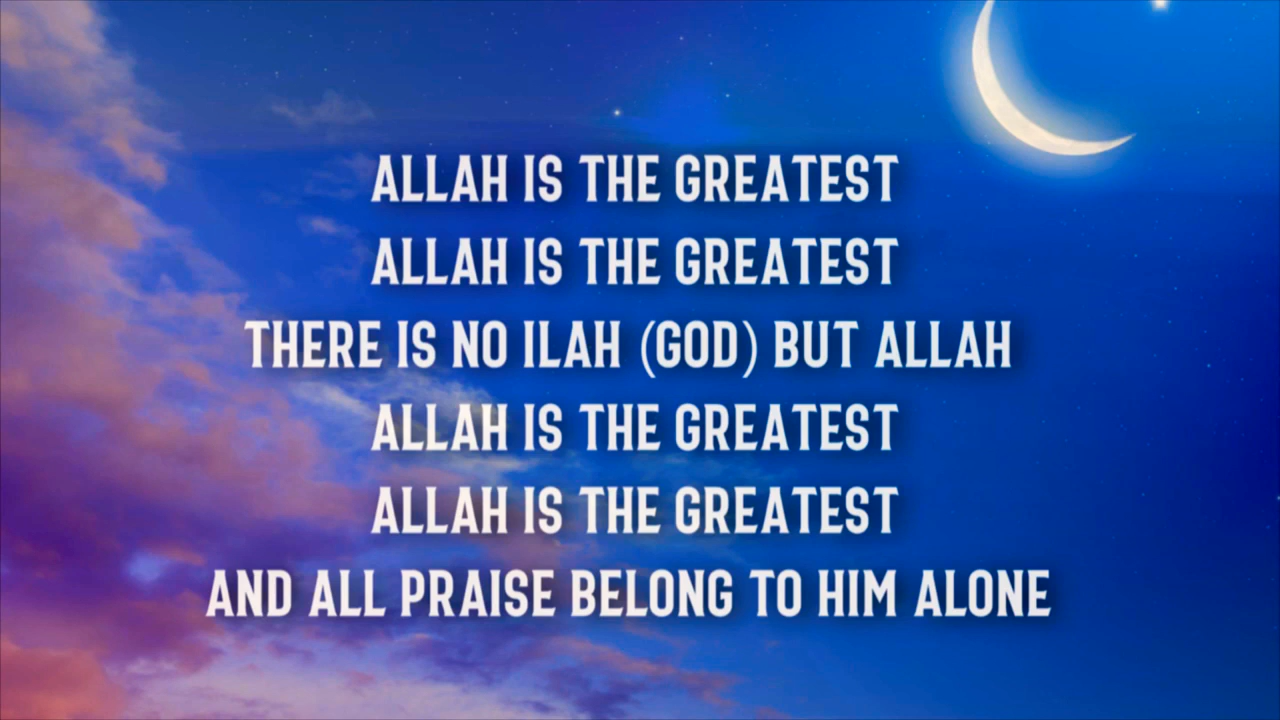 ALLAH IS THE GREATEST
ALLAH IS THE GREATEST
THERE IS NO ILAH (GOD) BUT ALLAH
ALLAH IS THE GREATEST
ALLAH IS THE GREATEST
AND ALL PRAISE BELONG TO HIM ALONE